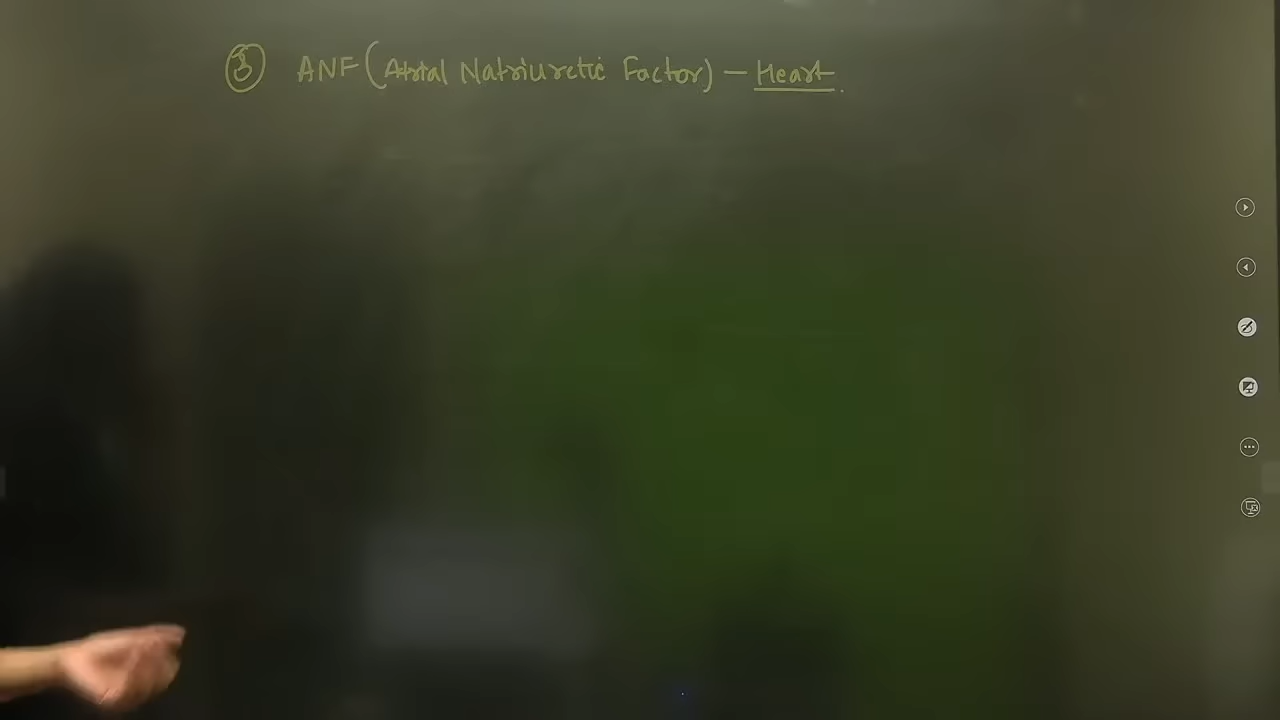 ③ ANF (Atrial Natriuretic Factor) - Heart.